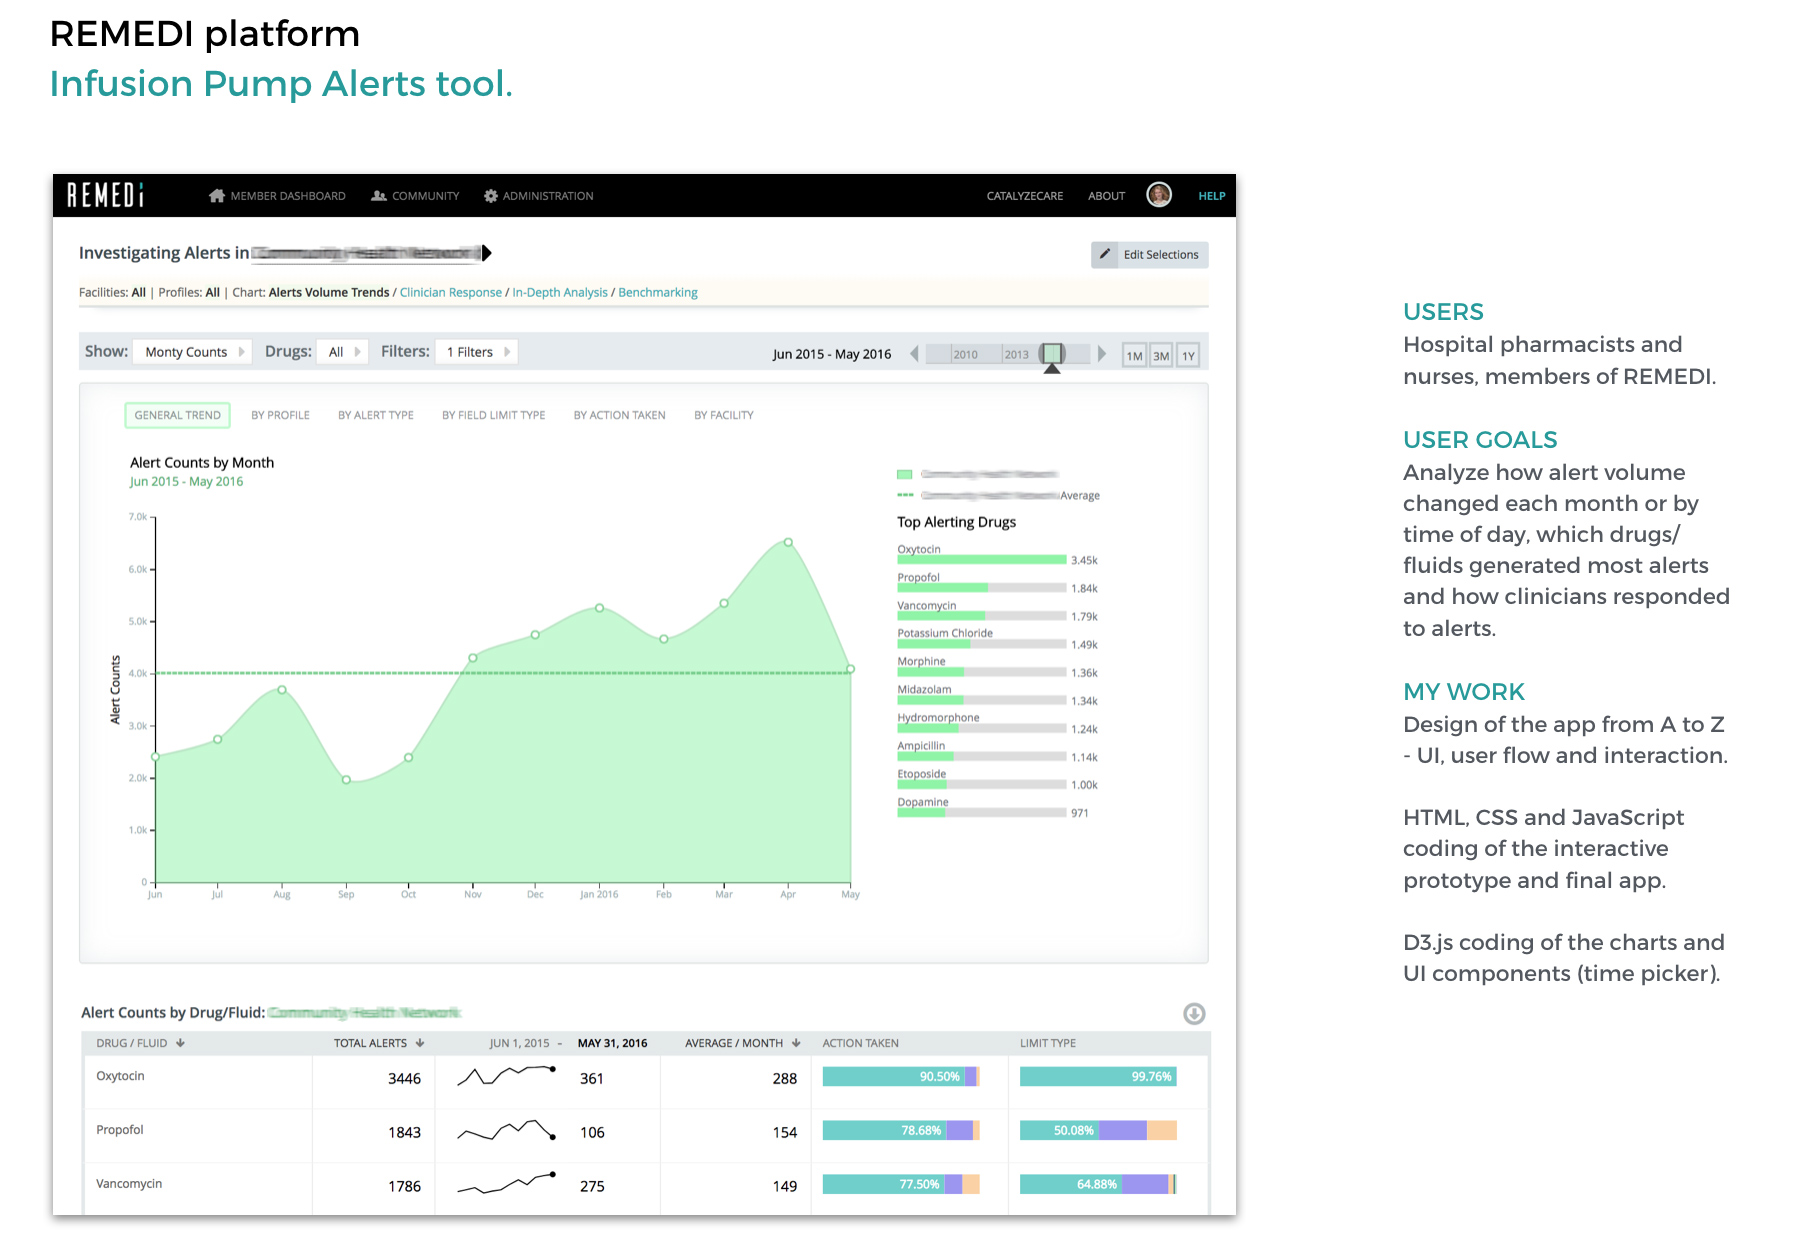 REMEDI platform
Infusion Pump Alerts tool.
REMEDi
MEMBER DASHBOARD
COMMUNITY
ADMINISTRATION
CATALYZECARE
ABOUT
HELP
Investigating Alerts in
Edit Selections
Facilities: All | Profiles: All | Chart: Alerts Volume Trends / Clinician Response / In-Depth Analysis / Benchmarking
Show: Monty Counts Drugs: All Filters: 1 Filters
Jun 2015 - May 2016
2010 2013
1M 3M 1Y
GENERAL TREND BY PROFILE BY ALERT TYPE BY FIELD LIMIT TYPE BY ACTION TAKEN BY FACILITY
Alert Counts by Month
Jun 2015 - May 2016
Alert Counts
7.0k
6.0k
5.0k
4.0k
3.0k
2.0k
1.0k
0
Jun Jul Aug Sep Oct Nov Dec Jan 2016 Feb Mar Apr May
Average
Top Alerting Drugs
Oxytocin
3.45k
Propofol
1.84k
Vancomycin
1.79k
Potassium Chloride
1.49k
Morphine
1.36k
Midazolam
1.34k
Hydromorphone
1.24k
Ampicillin
1.14k
Etoposide
1.00k
Dopamine
971
Alert Counts by Drug/Fluid:
DRUG / FLUID TOTAL ALERTS JUN 1, 2015 - MAY 31, 2016 AVERAGE / MONTH ACTION TAKEN LIMIT TYPE
Oxytocin 3446 361 288 90.50% 99.76%
Propofol 1843 106 154 78.68% 50.08%
Vancomycin 1786 275 149 77.50% 64.88%
USERS
Hospital pharmacists and
nurses, members of REMEDI.
USER GOALS
Analyze how alert volume
changed each month or by
time of day, which drugs/
fluids generated most alerts
and how clinicians responded
to alerts.
MY WORK
Design of the app from A to Z
- UI, user flow and interaction.
HTML, CSS and JavaScript
coding of the interactive
prototype and final app.
D3.js coding of the charts and
UI components (time picker).